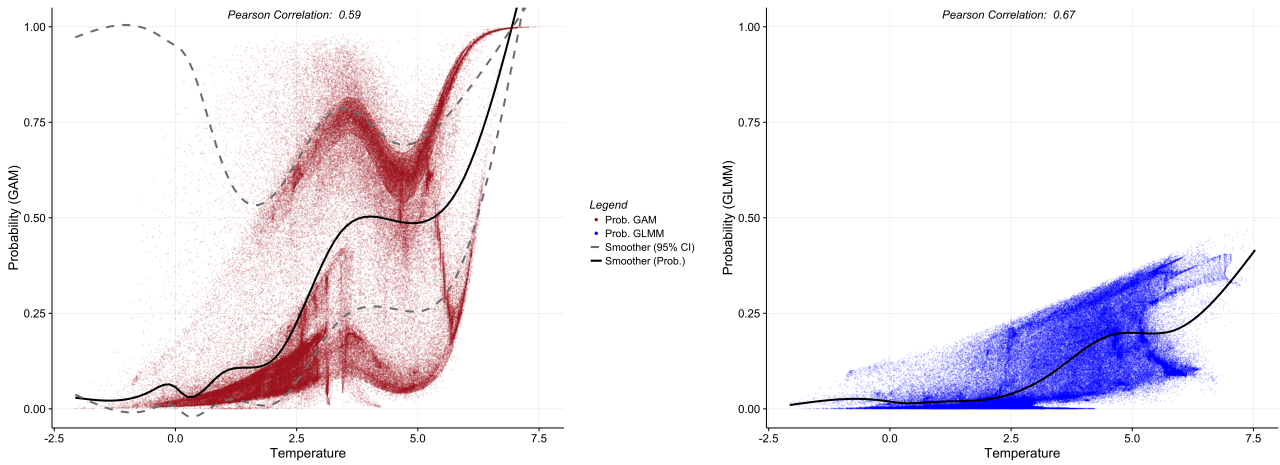 Pearson Correlation: 0.59
1.00
0.75
0.50
0.25
0.00
Probability (GAM)
-2.5
0.0
2.5
5.0
7.5
Temperature
Legend
Prob. GAM
Prob. GLMM
Smoother (95% CI)
Smoother (Prob.)
Pearson Correlation: 0.67
1.00
0.75
0.50
0.25
0.00
Probability (GLMM)
-2.5
0.0
2.5
5.0
7.5
Temperature